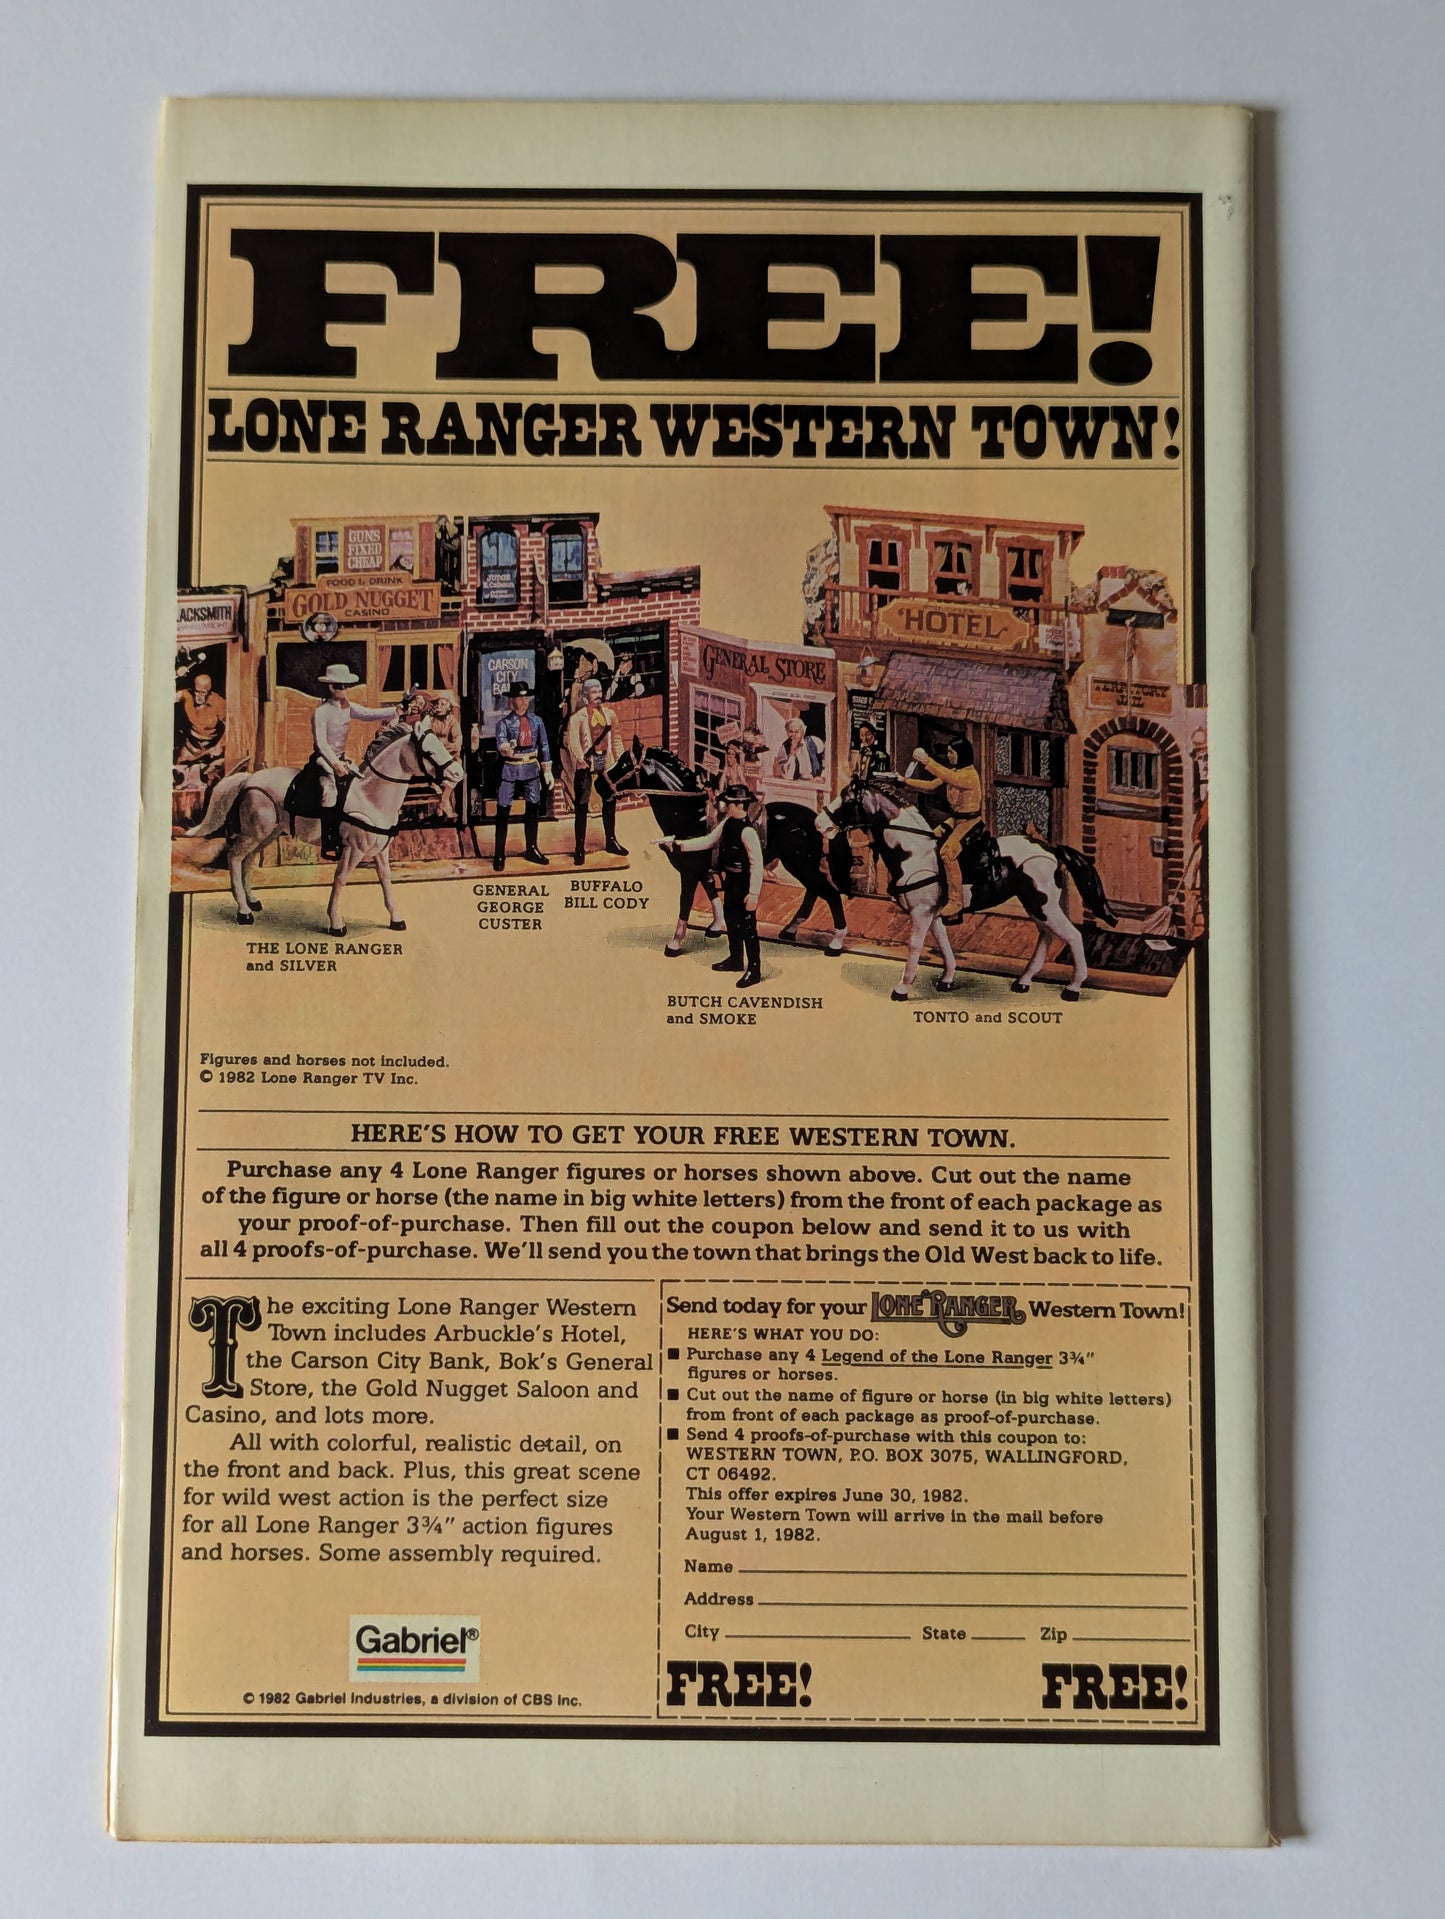 FREE!
LONE RANGER WESTERN TOWN!
GUNS
FIXED
CHEAP
FOOD & DRINK
GOLD NUGGET
CASINO
ACKSMITH
JUDGE
CARSON
CITY
BA
GENERAL STORE
HOTEL
TERRITORY
JAIL
GENERAL
GEORGE
CUSTER
BUFFALO
BILL CODY
THE LONE RANGER
and SILVER
BUTCH CAVENDISH
and SMOKE
TONTO and SCOUT
Figures and horses not included.
© 1982 Lone Ranger TV Inc.
HERE'S HOW TO GET YOUR FREE WESTERN TOWN.
Purchase any 4 Lone Ranger figures or horses shown above. Cut out the name
of the figure or horse (the name in big white letters) from the front of each package as
your proof-of-purchase. Then fill out the coupon below and send it to us with
all 4 proofs-of-purchase. We'll send you the town that brings the Old West back to life.
The exciting Lone Ranger Western
Town includes Arbuckle's Hotel,
the Carson City Bank, Bok's General
Store, the Gold Nugget Saloon and
Casino, and lots more.
All with colorful, realistic detail, on
the front and back. Plus, this great scene
for wild west action is the perfect size
for all Lone Ranger 3¾" action figures
and horses. Some assembly required.
Gabriel®
© 1982 Gabriel Industries, a division of CBS Inc.
Send today for your LONE RANGER Western Town!
HERE'S WHAT YOU DO:
■ Purchase any 4 Legend of the Lone Ranger 3¾"
figures or horses.
■ Cut out the name of figure or horse (in big white letters)
from front of each package as proof-of-purchase.
■ Send 4 proofs-of-purchase with this coupon to:
WESTERN TOWN, P.O. BOX 3075, WALLINGFORD,
CT 06492.
This offer expires June 30, 1982.
Your Western Town will arrive in the mail before
August 1, 1982.
Name
Address
City State Zip
FREE! FREE!